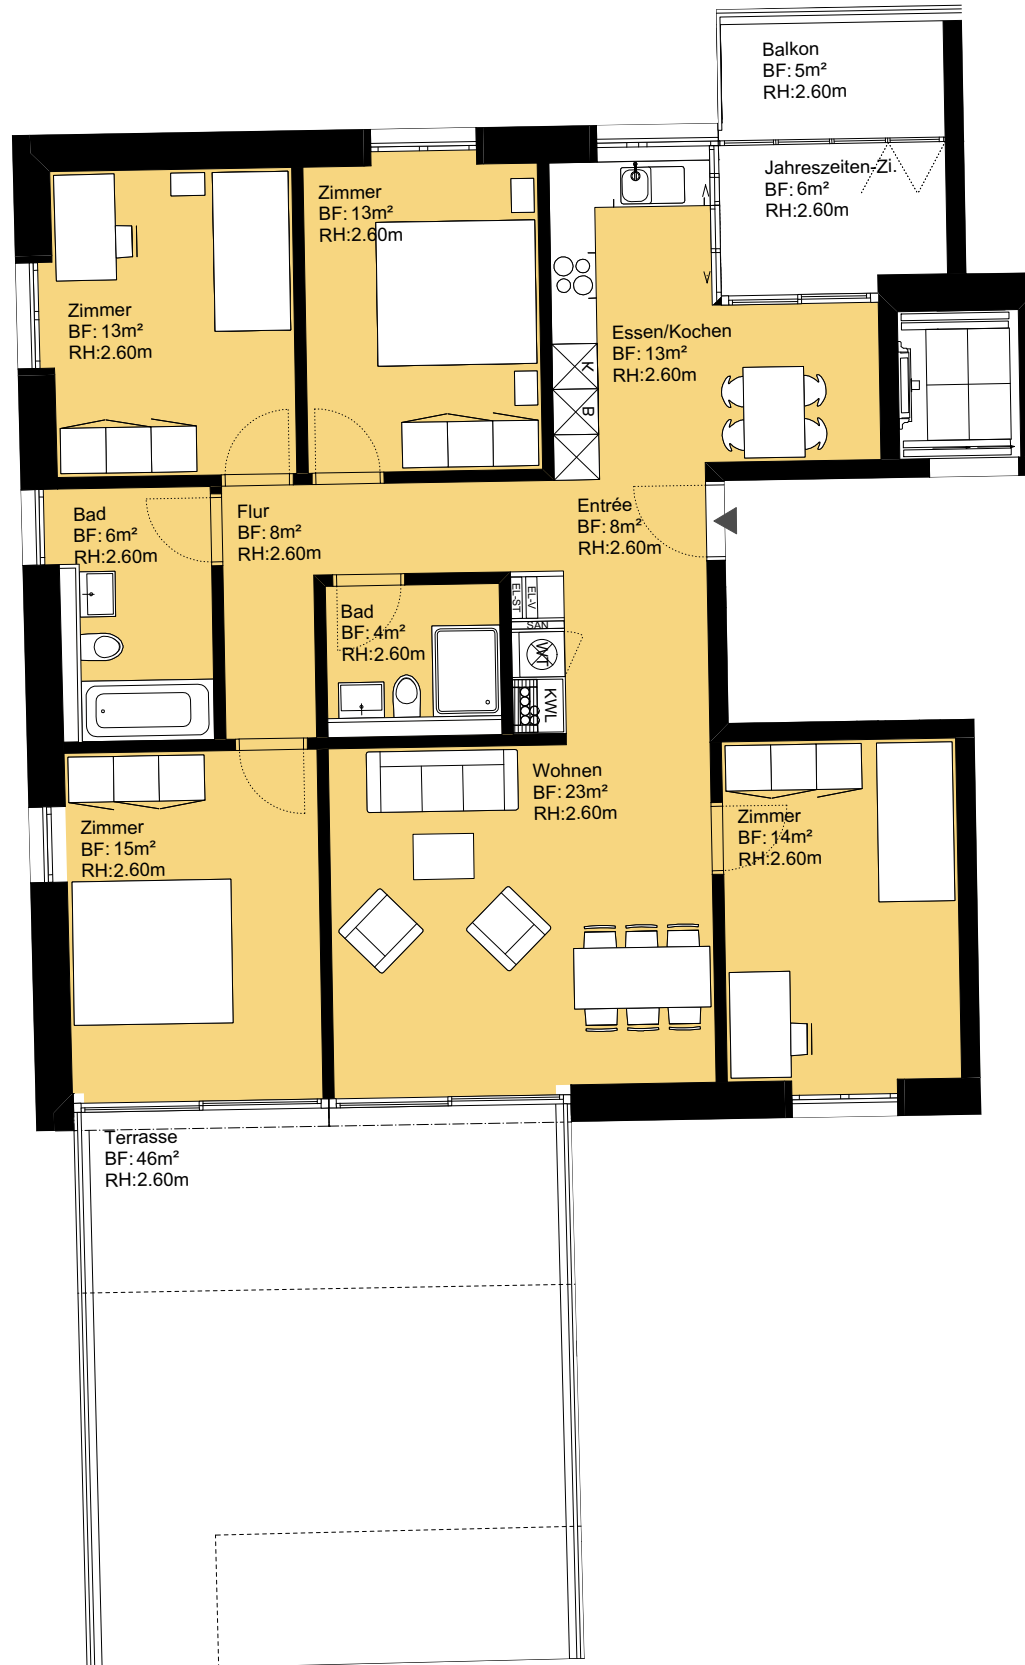 Balkon
BF: 5m²
RH:2.60m
Jahreszeiten-Zi.
BF: 6m²
RH:2.60m
Zimmer
BF: 13m²
RH:2.60m
Zimmer
BF: 13m²
RH:2.60m
Essen/Kochen
BF: 13m²
RH:2.60m
K
B
Bad
BF: 6m²
RH:2.60m
Flur
BF: 8m²
RH:2.60m
Entrée
BF: 8m²
RH:2.60m
Bad
BF: 4m²
RH:2.60m
EL-ST
EL-V
SAN
WT
KWL
Wohnen
BF: 23m²
RH:2.60m
Zimmer
BF: 15m²
RH:2.60m
Zimmer
BF: 14m²
RH:2.60m
Terrasse
BF: 46m²
RH:2.60m